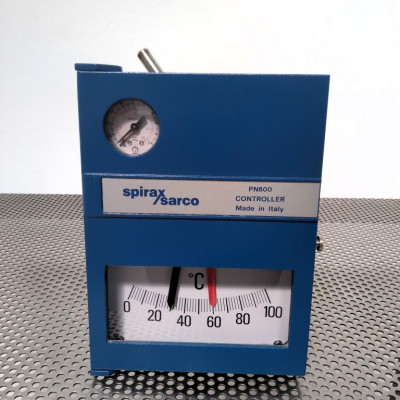 spirax
sarco
PN600
CONTROLLER
Made in Italy
°C
0 20 40 60 80 100